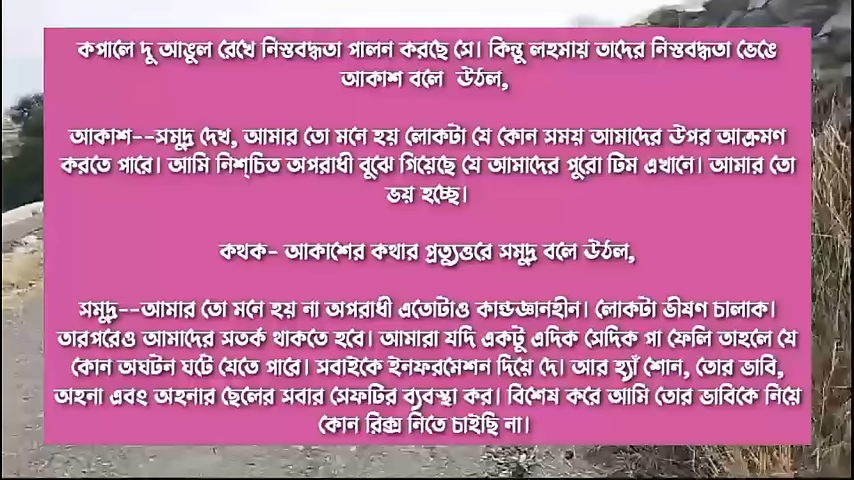 কপালে দু আঙুল রেখে নিস্তবদ্ধতা পালন করছে সে। কিন্তু লহমায় তাদের নিস্তবদ্ধতা ভেঙে
আকাশ বলে উঠল,
আকাশ--সমুদ্র দেখ, আমার তো মনে হয় লোকটা যে কোন সময় আমাদের উপর আক্রমণ
করতে পারে। আমি নিশ্চিত অপরাধী বুঝে গিয়েছে যে আমাদের পুরো টিম এখানে। আমার তো
ভয় হচ্ছে।
কথক- আকাশের কথার প্রত্যুত্তরে সমুদ্র বলে উঠল,
সমুদ্র--আমার তো মনে হয় না অপরাধী এতোটাও কান্ডজ্ঞানহীন। লোকটা ভীষণ চালাক।
তারপরেও আমাদের সতর্ক থাকতে হবে। আমারা যদি একটু এদিক সেদিক পা ফেলি তাহলে যে
কোন অঘটন ঘটে যেতে পারে। সবাইকে ইনফরমেশন দিয়ে দে। আর হ্যাঁ শোন, তোর ভাবি,
অহনা এবং অহনার ছেলের সবার সেফটির ব্যবস্থা কর। বিশেষ করে আমি তোর ভাবিকে নিয়ে
কোন রিক্স নিতে চাইছি না।